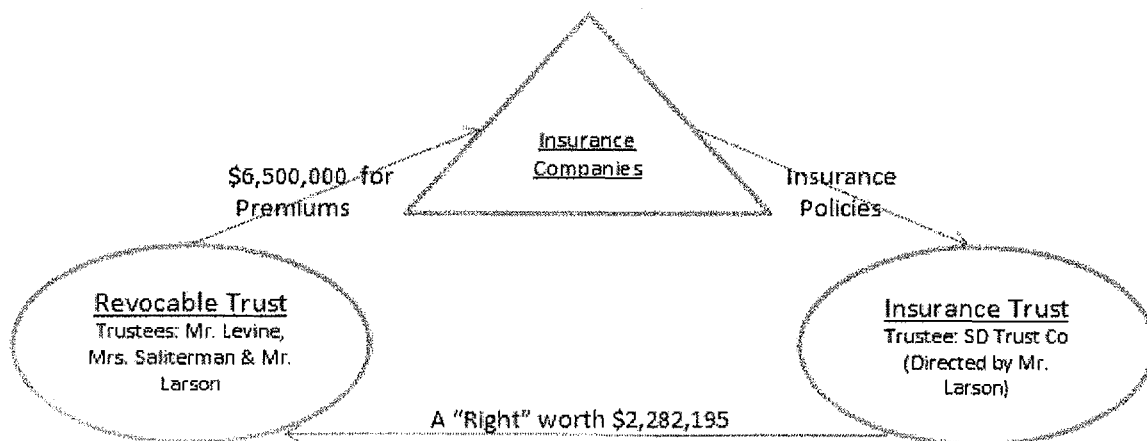 Insurance
Companies
$6,500,000 for
Premiums
Insurance
Policies
Revocable Trust
Trustees: Mr. Levine,
Mrs. Saliterman & Mr.
Larson
Insurance Trust
Trustee: SD Trust Co
(Directed by Mr.
Larson)
A "Right" worth $2,282,195